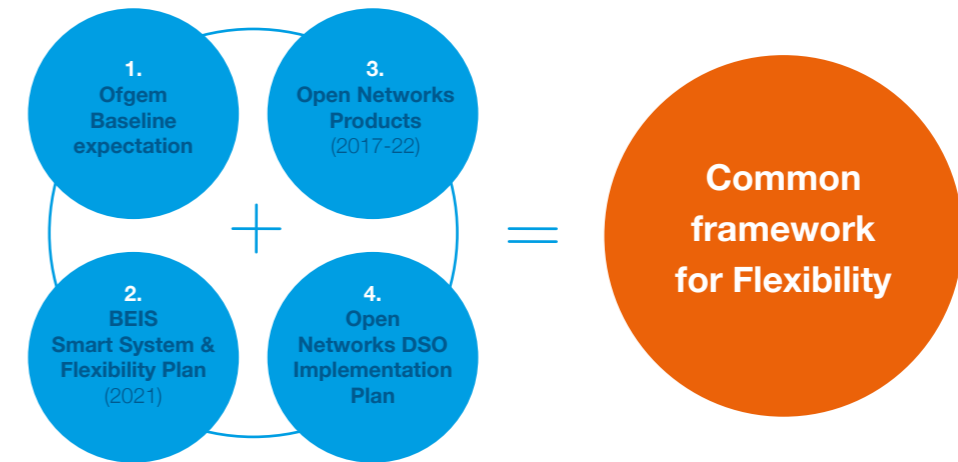 1.
Ofgem
Baseline
expectation
2.
BEIS
Smart System &
Flexibility Plan
(2021)
3.
Open Networks
Products
(2017-22)
4.
Open
Networks DSO
Implementation
Plan
+
=
Common
framework
for Flexibility